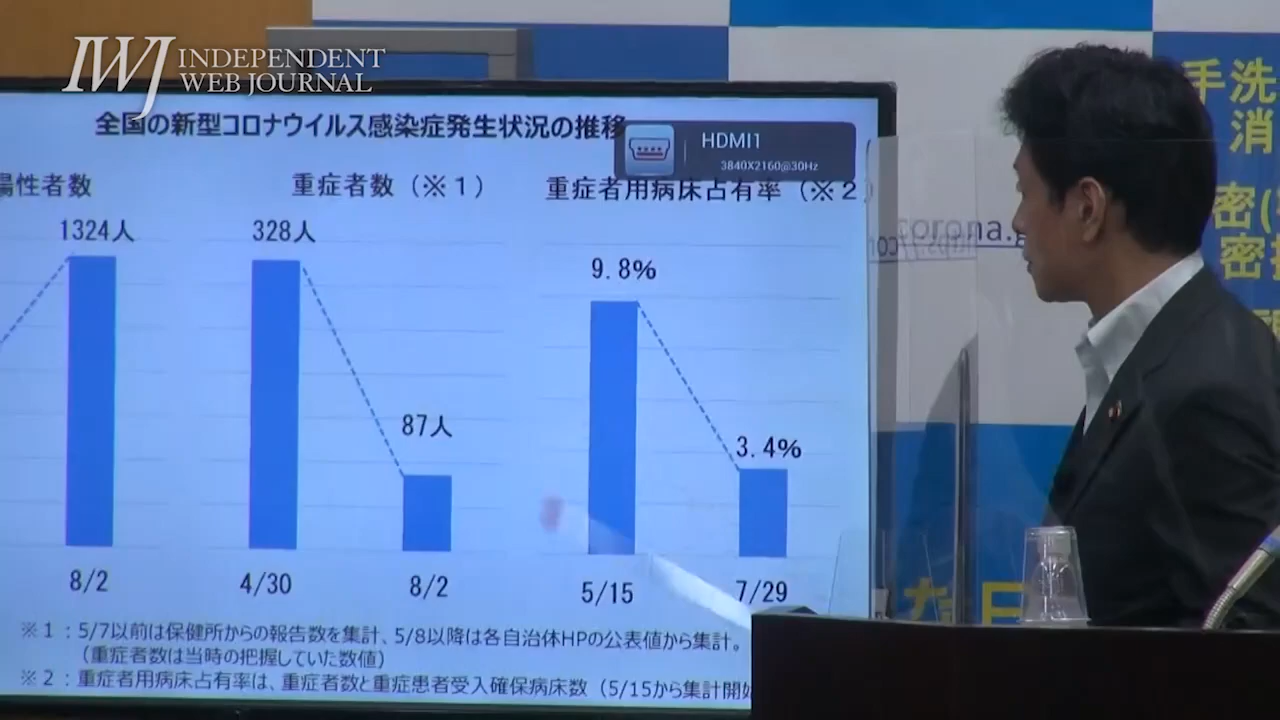 IWJ INDEPENDENT
WEB JOURNAL
全国の新型コロナウイルス感染症発生状況の推移
HDMI1
3840X2160@30Hz
陽性者数
重症者数（※１）
重症者用病床占有率（※２）
1324人
328人
87人
9.8%
3.4%
8/2
4/30
8/2
5/15
7/29
※１：5/7以前は保健所からの報告数を集計、5/8以降は各自治体HPの公表値から集計。
（重症者数は当時の把握していた数値）
※２：重症者用病床占有率は、重症者数と重症患者受入確保病床数（5/15から集計開始
手洗
消
密(
密
corona.g
https://co
な日